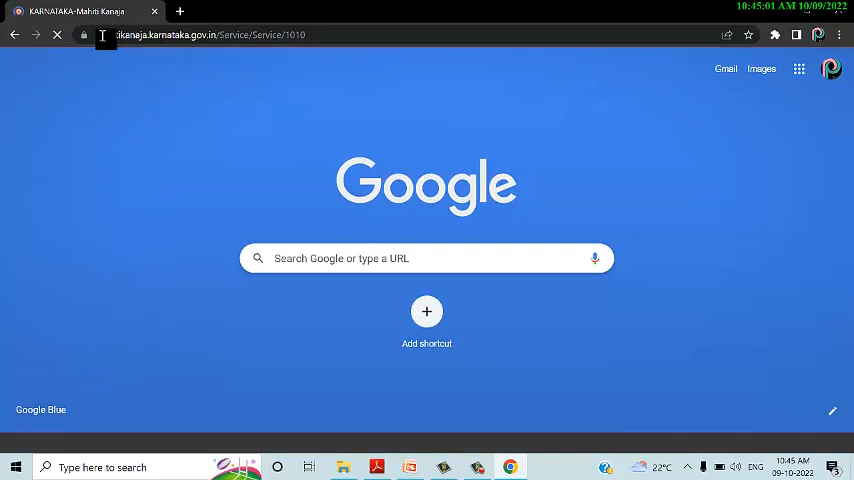 10:45:01 AM 10/09/2022
KARNATAKA-Mahiti Kanaja
tikanaja.karnataka.gov.in/Service/Service/1010
Gmail Images
Google
Search Google or type a URL
Add shortcut
Google Blue
Type here to search
22°C
ENG
10:45 AM
09-10-2022
3